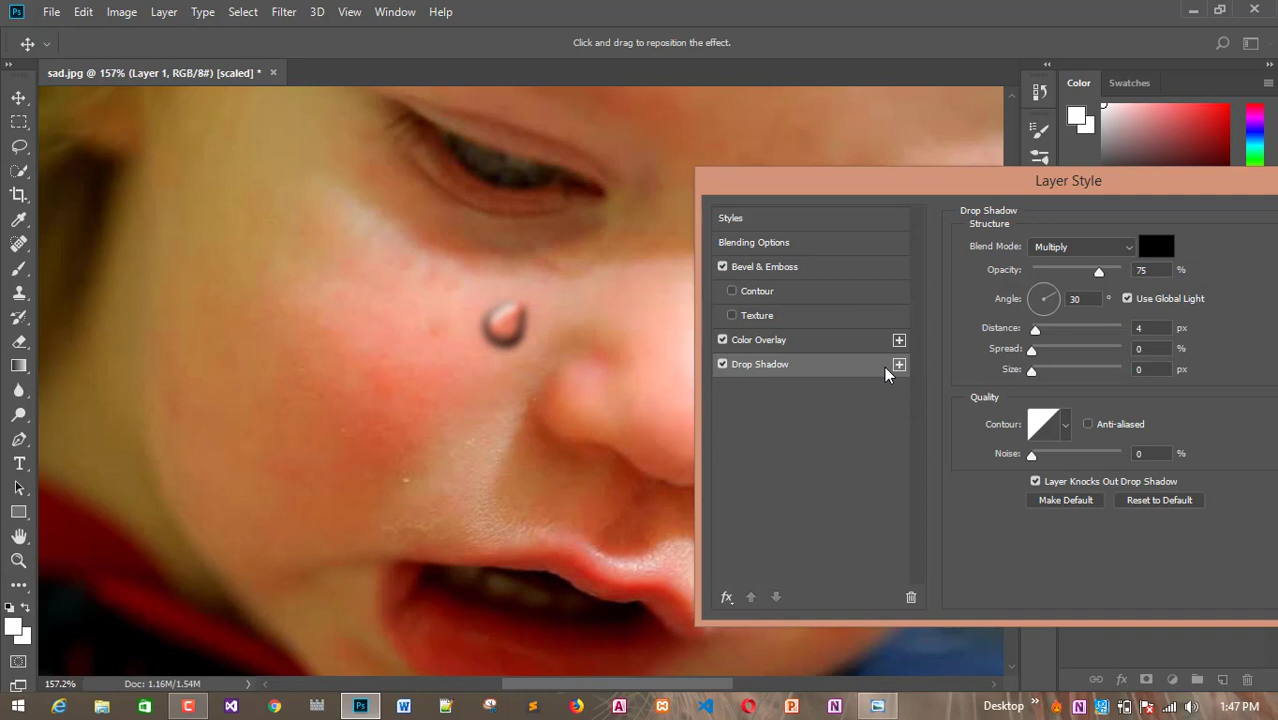 Ps File Edit Image Layer Type Select Filter 3D View Window Help
Click and drag to reposition the effect.
sad.jpg @ 157% (Layer 1, RGB/8#) [scaled] * ×
Color Swatches
Layer Style
Styles
Blending Options
Bevel & Emboss
Contour
Texture
Color Overlay
Drop Shadow
Drop Shadow
Structure
Blend Mode: Multiply
Opacity: 75 %
Angle: 30 ° Use Global Light
Distance: 4 px
Spread: 0 %
Size: 0 px
Quality
Contour: Anti-aliased
Noise: 0 %
Layer Knocks Out Drop Shadow
Make Default Reset to Default
fx
157.2% Doc: 1.16M/1.54M
fx
Desktop 1:47 PM